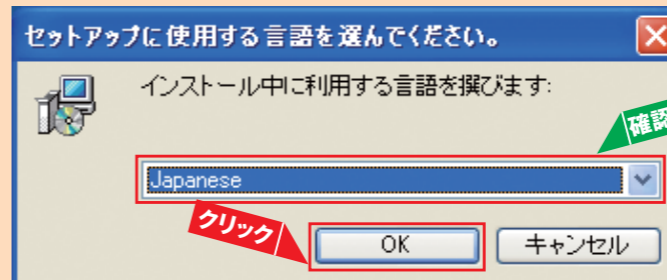 セットアップに使用する言語を選んでください。
インストール中に利用する言語を撰びます:
確認
Japanese
クリック
OK
キャンセル